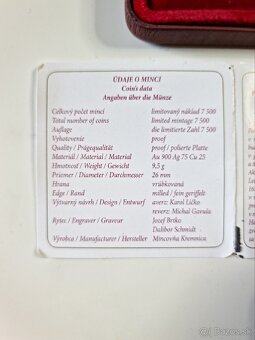 ÚDAJE O MINCI
Coin's data
Angaben über die Münze
Celkový počet mincí limitovaný náklad 7 500
Total number of coins limited mintage 7 500
Auflage die limitierte Zahl 7 500
Vyhotovenie proof
Quality / Prägequalität proof / polierte Platte
Materiál / Material / Material Au 900 Ag 75 Cu 25
Hmotnosť / Weight / Gewicht 9,5 g
Priemer / Diameter / Durchmesser 26 mm
Hrana vrúbkovaná
Edge / Rand milled / fein geriffelt
Výtvarný návrh / Design / Entwurf averz: Karol Ličko
reverz: Michal Gavula
Rytec / Engraver / Graveur Josef Briko
Dalibor Schmidt
Výrobca / Manufacturer / Hersteller Mincovňa Kremnica
bazos.sk